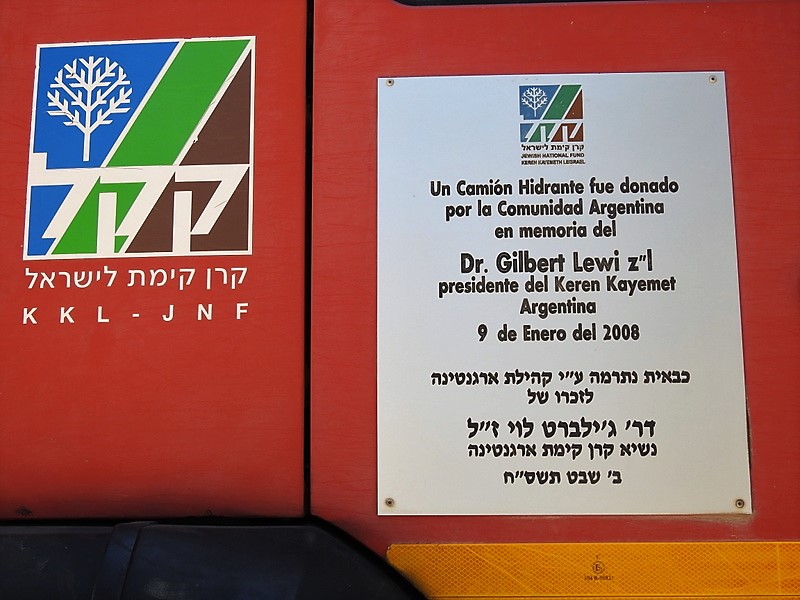 קקל
קרן קימת לישראל
KKL-JNF
קקל
קרן קימת לישראל
JEWISH NATIONAL FUND
KEREN KAYEMETH LEISRAEL
Un Camión Hidrante fue donado
por la Comunidad Argentina
en memoria del
Dr. Gilbert Lewi z"l
presidente del Keren Kayemet
Argentina
9 de Enero del 2008
כבאית נתרמה ע״י קהילת ארגנטינה
לזכרו של
דר׳ ג׳ילברט לוי ז״ל
נשיא קרן קימת ארגנטינה
ב׳ שבט תשס״ח